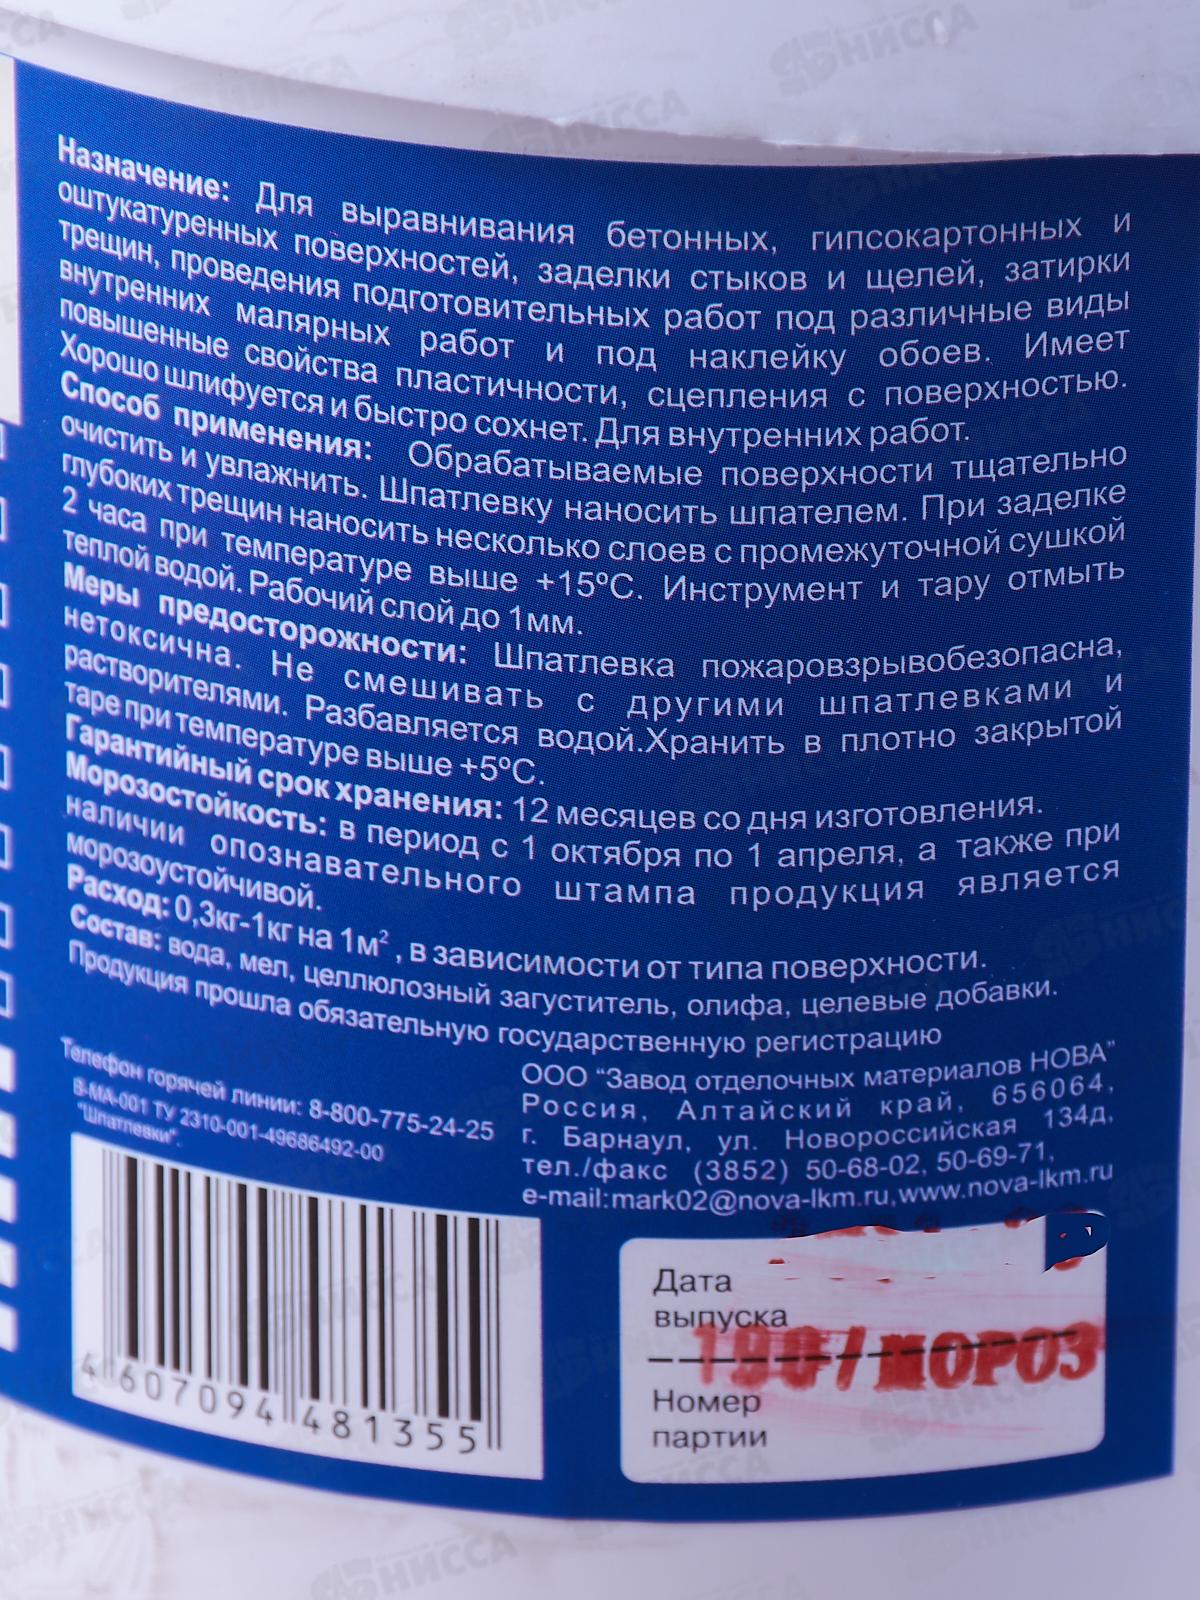 Назначение: Для выравнивания бетонных, гипсокартонных и
оштукатуренных поверхностей, заделки стыков и щелей, затирки
трещин, проведения подготовительных работ под различные виды
внутренних малярных работ и под наклейку обоев. Имеет
повышенные свойства пластичности, сцепления с поверхностью.
Хорошо шлифуется и быстро сохнет. Для внутренних работ.
Способ применения: Обрабатываемые поверхности тщательно
очистить и увлажнить. Шпатлевку наносить шпателем. При заделке
глубоких трещин наносить несколько слоев с промежуточной сушкой
2 часа при температуре выше +15ºС. Инструмент и тару отмыть
теплой водой. Рабочий слой до 1мм.
Меры предосторожности: Шпатлевка пожаровзрывобезопасна,
нетоксична. Не смешивать с другими шпатлевками и
растворителями. Разбавляется водой.Хранить в плотно закрытой
таре при температуре выше +5ºС.
Гарантийный срок хранения: 12 месяцев со дня изготовления.
Морозостойкость: в период с 1 октября по 1 апреля, а также при
наличии опознавательного штампа продукция является
морозоустойчивой.
Расход: 0,3кг-1кг на 1м², в зависимости от типа поверхности.
Состав: вода, мел, целлюлозный загуститель, олифа, целевые добавки.
Продукция прошла обязательную государственную регистрацию
Телефон горячей линии: 8-800-775-24-25
В-МА-001 ТУ 2310-001-49686492-00
"Шпатлевки".
ООО “Завод отделочных материалов НОВА”
Россия, Алтайский край, 656064,
г. Барнаул, ул. Новороссийская 134д,
тел./факс (3852) 50-68-02, 50-69-71,
e-mail:mark02@nova-lkm.ru,www.nova-lkm.ru
4 607094 481355
Дата
выпуска
МОРОЗ
Номер
партии
НИССА